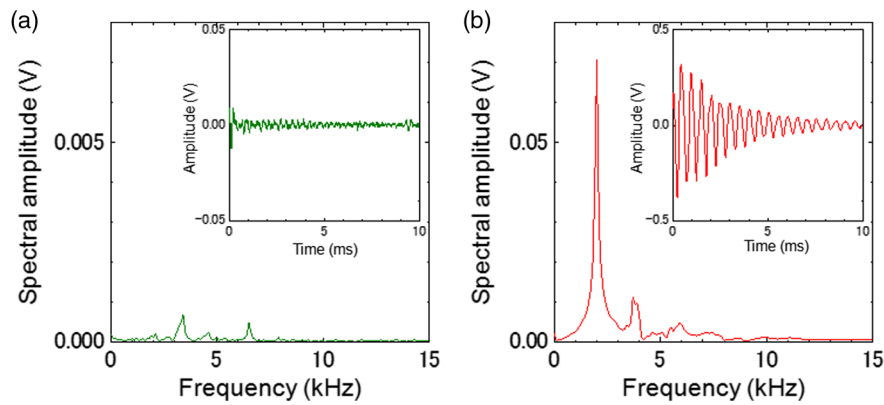 (a)
Spectral amplitude (V)
0.005
0.000
0
5
10
15
Frequency (kHz)
Amplitude (V)
0.05
0.00
−0.05
0
5
10
Time (ms)
(b)
Spectral amplitude (V)
0.05
0.00
0
5
10
15
Frequency (kHz)
Amplitude (V)
0.5
0.0
−0.5
0
5
10
Time (ms)